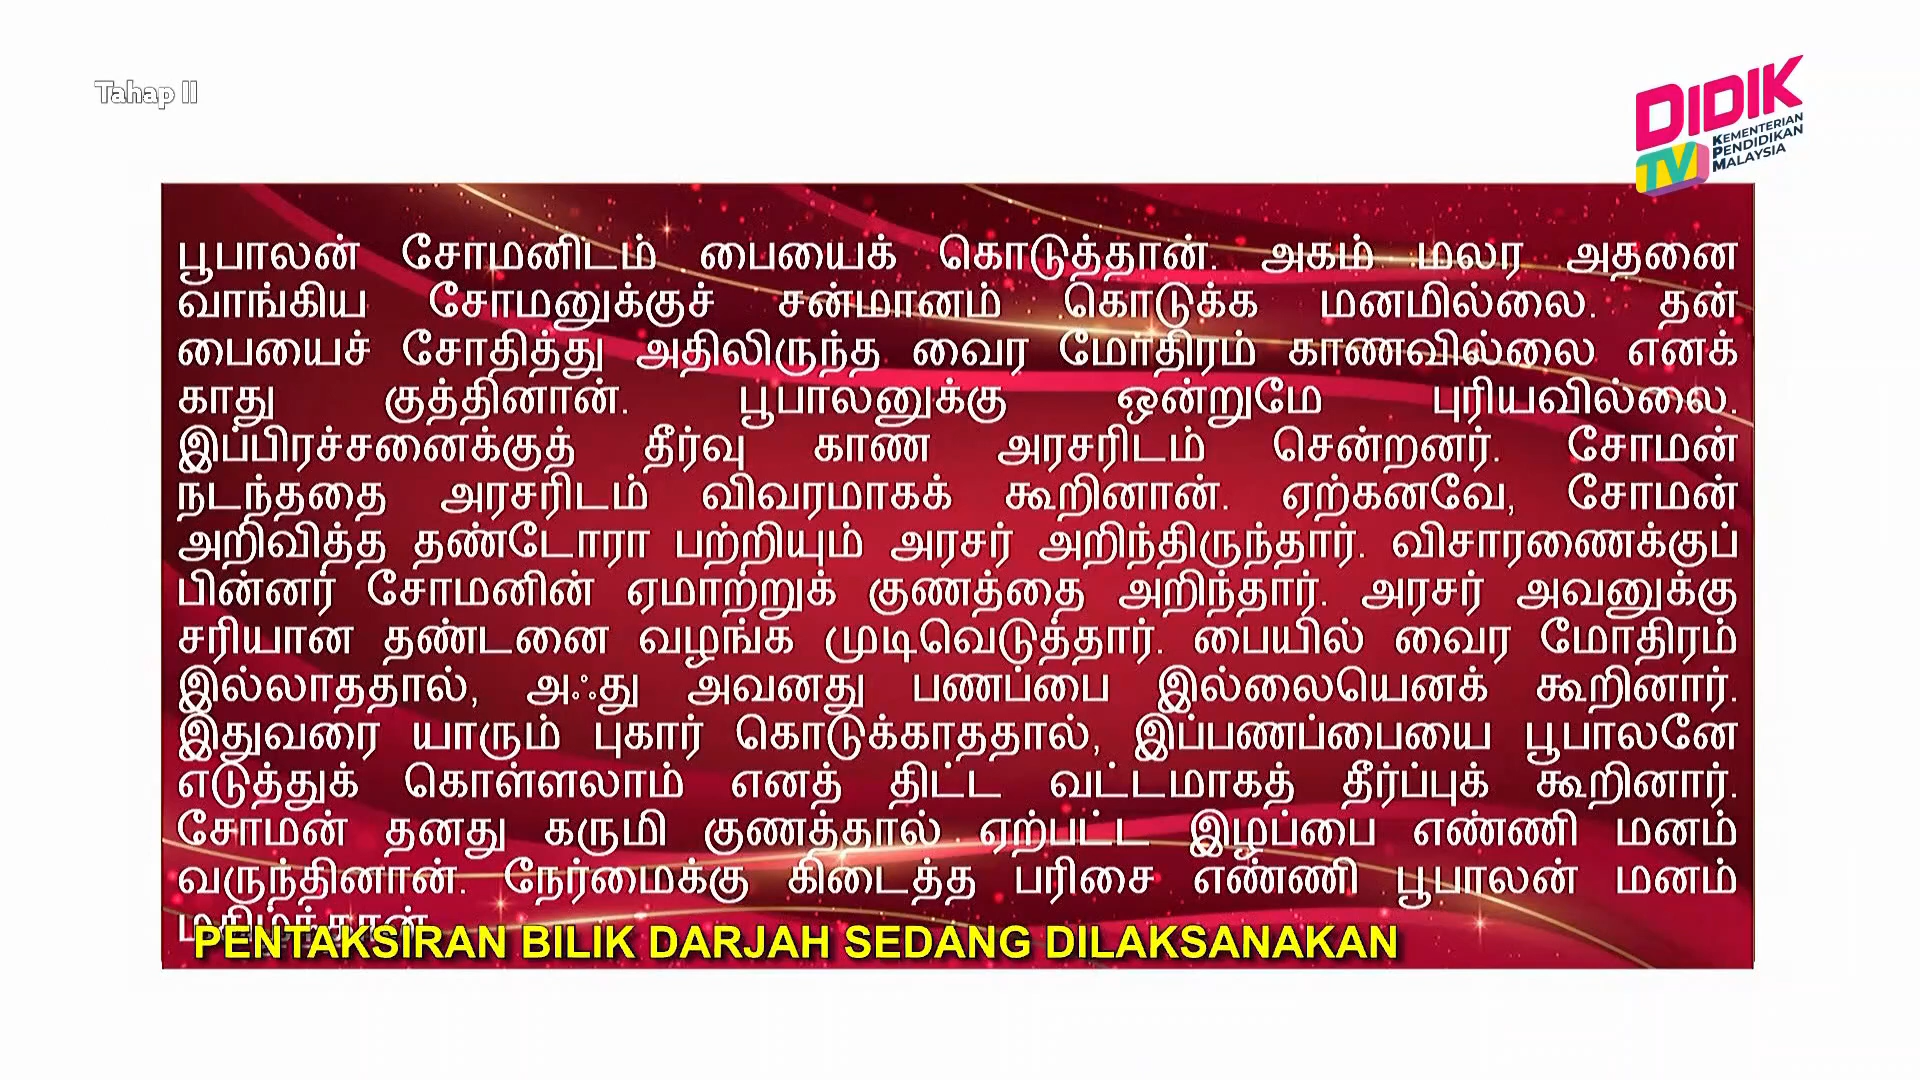 Tahap II
DIDIK
TV
KEMENTERIAN
PENDIDIKAN
MALAYSIA
பூபாலன் சோமனிடம் பையைக் கொடுத்தான். அகம் மலர அதனை
வாங்கிய சோமனுக்குச் சன்மானம் கொடுக்க மனமில்லை. தன்
பையைச் சோதித்து அதிலிருந்த வைர மோதிரம் காணவில்லை எனக்
காது குத்தினான். பூபாலனுக்கு ஒன்றுமே புரியவில்லை.
இப்பிரச்சனைக்குத் தீர்வு காண அரசரிடம் சென்றனர். சோமன்
நடந்ததை அரசரிடம் விவரமாகக் கூறினான். ஏற்கனவே, சோமன்
அறிவித்த தண்டோரா பற்றியும் அரசர் அறிந்திருந்தார். விசாரணைக்குப்
பின்னர் சோமனின் ஏமாற்றுக் குணத்தை அறிந்தார். அரசர் அவனுக்கு
சரியான தண்டனை வழங்க முடிவெடுத்தார். பையில் வைர மோதிரம்
இல்லாததால், அஃது அவனது பணப்பை இல்லையெனக் கூறினார்.
இதுவரை யாரும் புகார் கொடுக்காததால், இப்பணப்பையை பூபாலனே
எடுத்துக் கொள்ளலாம் எனத் திட்ட வட்டமாகத் தீர்ப்புக் கூறினார்.
சோமன் தனது கருமி குணத்தால் ஏற்பட்ட இழப்பை எண்ணி மனம்
வருந்தினான். நேர்மைக்கு கிடைத்த பரிசை எண்ணி பூபாலன் மனம்
PENTAKSIRAN BILIK DARJAH SEDANG DILAKSANAKAN